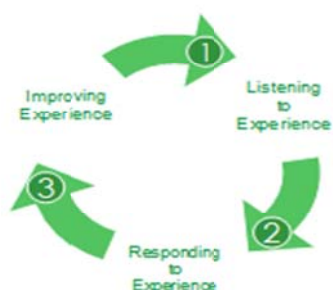 1
Listening
to
Experience
2
Responding
to
Experience
3
Improving
Experience